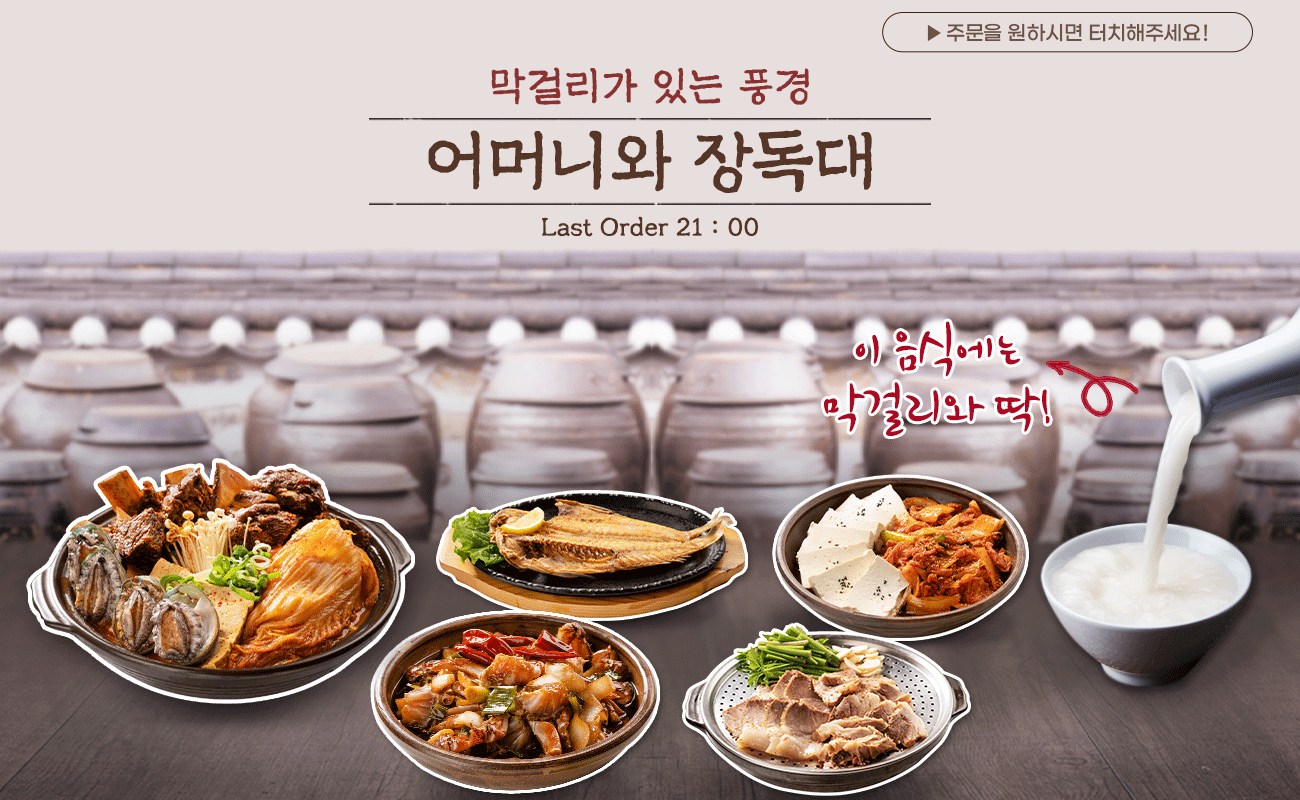 ▶ 주문을 원하시면 터치해주세요!
막걸리가 있는 풍경
어머니와 장독대
Last Order 21 : 00
이 음식에는
막걸리와 딱!